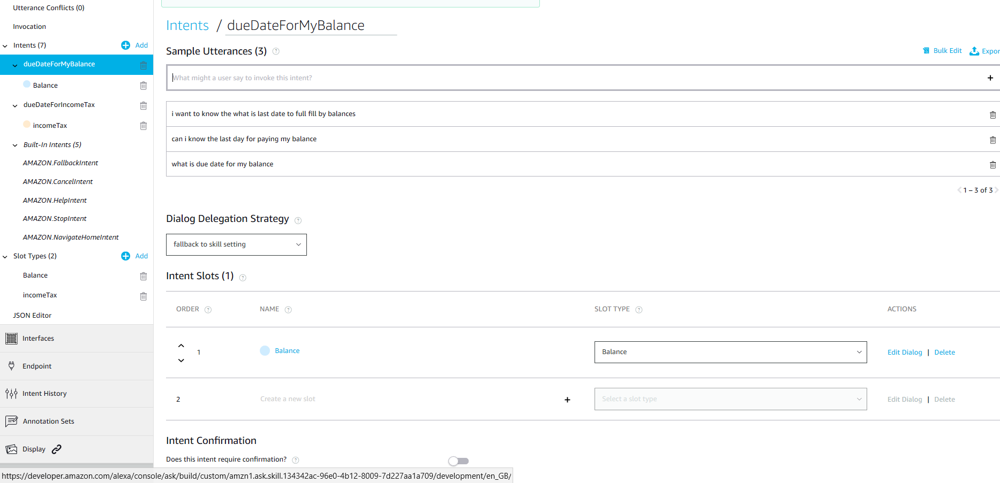 Utterance Conflicts (0)
Invocation
Intents (7)
Add
dueDateForMyBalance
Balance
dueDateForIncomeTax
incomeTax
Built-In Intents (5)
AMAZON.FallbackIntent
AMAZON.CancelIntent
AMAZON.HelpIntent
AMAZON.StopIntent
AMAZON.NavigateHomeIntent
Slot Types (2)
Add
Balance
incomeTax
JSON Editor
Interfaces
Endpoint
Intent History
Annotation Sets
Display
Intents / dueDateForMyBalance
Sample Utterances (3)
Bulk Edit
Expor
What might a user say to invoke this intent?
i want to know the what is last date to full fill by balances
can i know the last day for paying my balance
what is due date for my balance
1 – 3 of 3
Dialog Delegation Strategy
fallback to skill setting
Intent Slots (1)
ORDER NAME SLOT TYPE ACTIONS
1 Balance Balance Edit Dialog | Delete
2 Create a new slot Select a slot type Edit Dialog | Delete
Intent Confirmation
Does this intent require confirmation?
https://developer.amazon.com/alexa/console/ask/build/custom/amzn1.ask.skill.134342ac-96e0-4b12-8009-7d227aa1a709/development/en_GB/